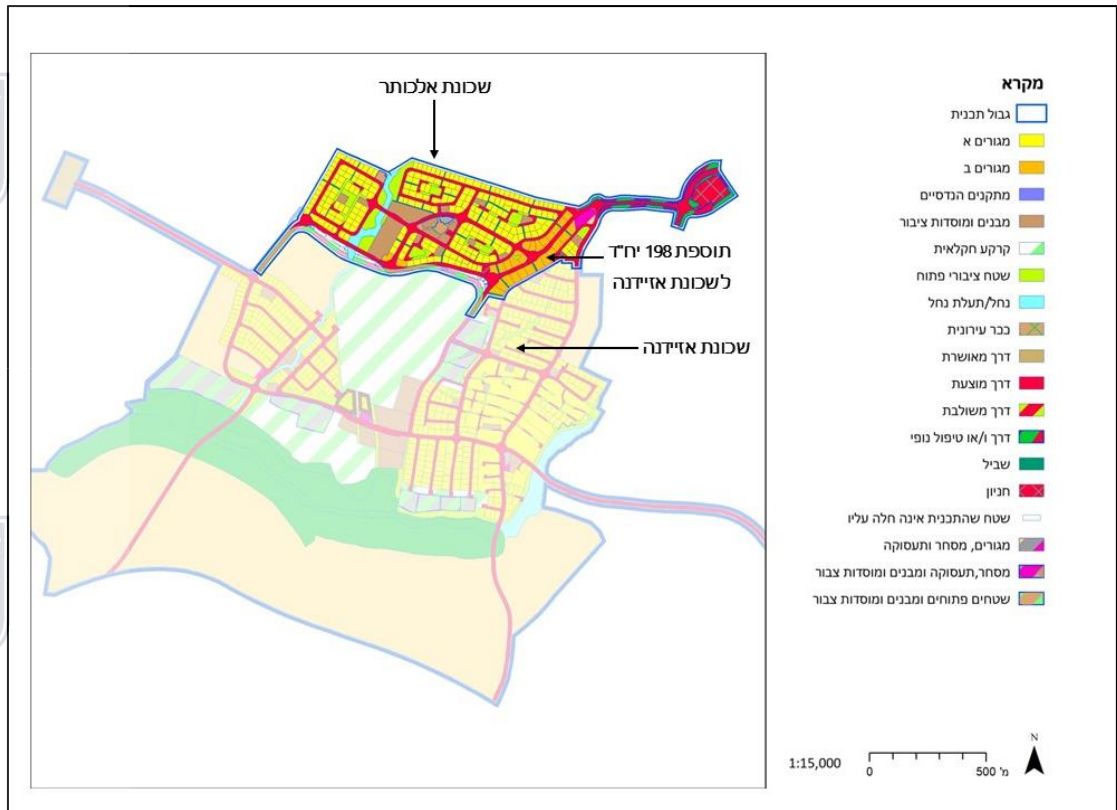 שכונת אלכותר
תוספת 198 יח"ד
לשכונת אזיידנה
שכונת אזיידנה
מקרא
גבול תכנית
מגורים א
מגורים ב
מתקנים הנדסיים
מבנים ומוסדות ציבור
קרקע חקלאית
שטח ציבורי פתוח
נחל/תעלת נחל
ככר עירונית
דרך מאושרת
דרך מוצעת
דרך משולבת
דרך ו/או טיפול נופי
שביל
חניון
שטח שהתכנית אינה חלה עליו
מגורים, מסחר ותעסוקה
מסחר,תעסוקה ומבנים ומוסדות צבור
שטחים פתוחים ומבנים ומוסדות צבור
N
1:15,000
0 500 מ'